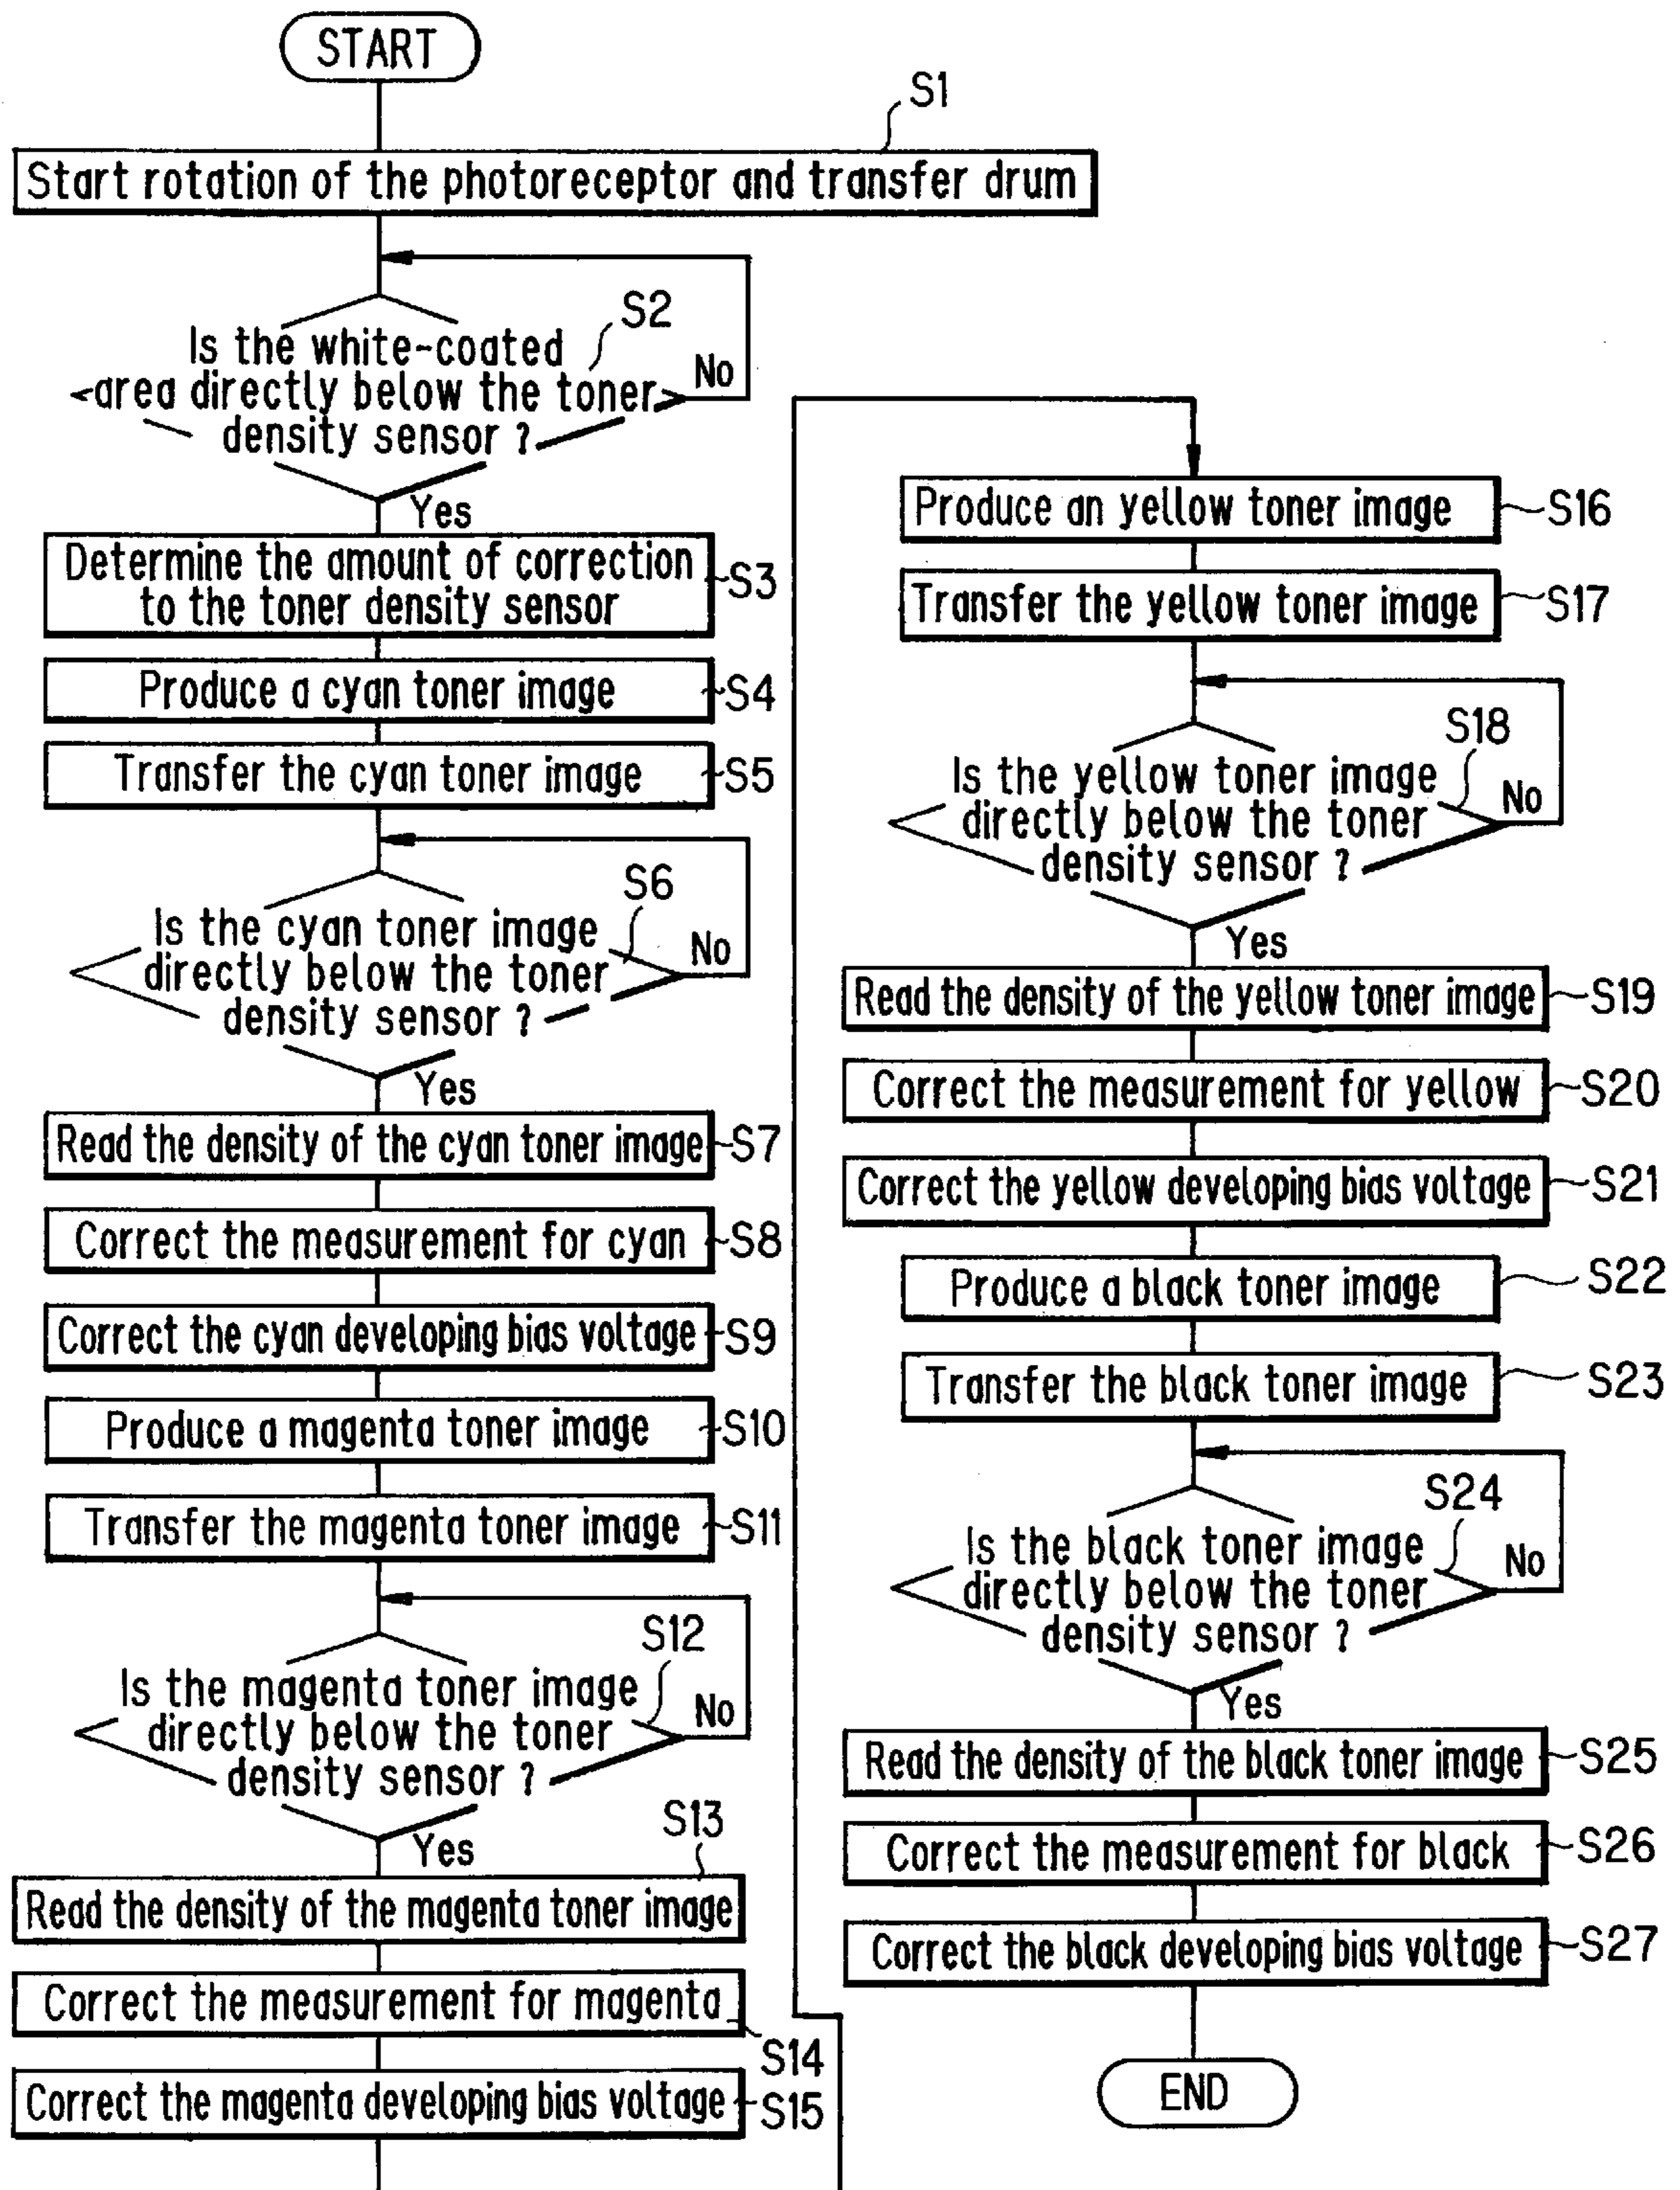 START
S1
Start rotation of the photoreceptor and transfer drum
S2
Is the white-coated
area directly below the toner
density sensor ?
No
Yes
Determine the amount of correction
to the toner density sensor
S3
Produce a cyan toner image
S4
Transfer the cyan toner image
S5
S6
Is the cyan toner image
directly below the toner
density sensor ?
No
Yes
Read the density of the cyan toner image
S7
Correct the measurement for cyan
S8
Correct the cyan developing bias voltage
S9
Produce a magenta toner image
S10
Transfer the magenta toner image
S11
S12
Is the magenta toner image
directly below the toner
density sensor ?
No
Yes
S13
Read the density of the magenta toner image
Correct the measurement for magenta
S14
Correct the magenta developing bias voltage
S15
Produce an yellow toner image
S16
Transfer the yellow toner image
S17
S18
Is the yellow toner image
directly below the toner
density sensor ?
No
Yes
Read the density of the yellow toner image
S19
Correct the measurement for yellow
S20
Correct the yellow developing bias voltage
S21
Produce a black toner image
S22
Transfer the black toner image
S23
S24
Is the black toner image
directly below the toner
density sensor ?
No
Yes
Read the density of the black toner image
S25
Correct the measurement for black
S26
Correct the black developing bias voltage
S27
END